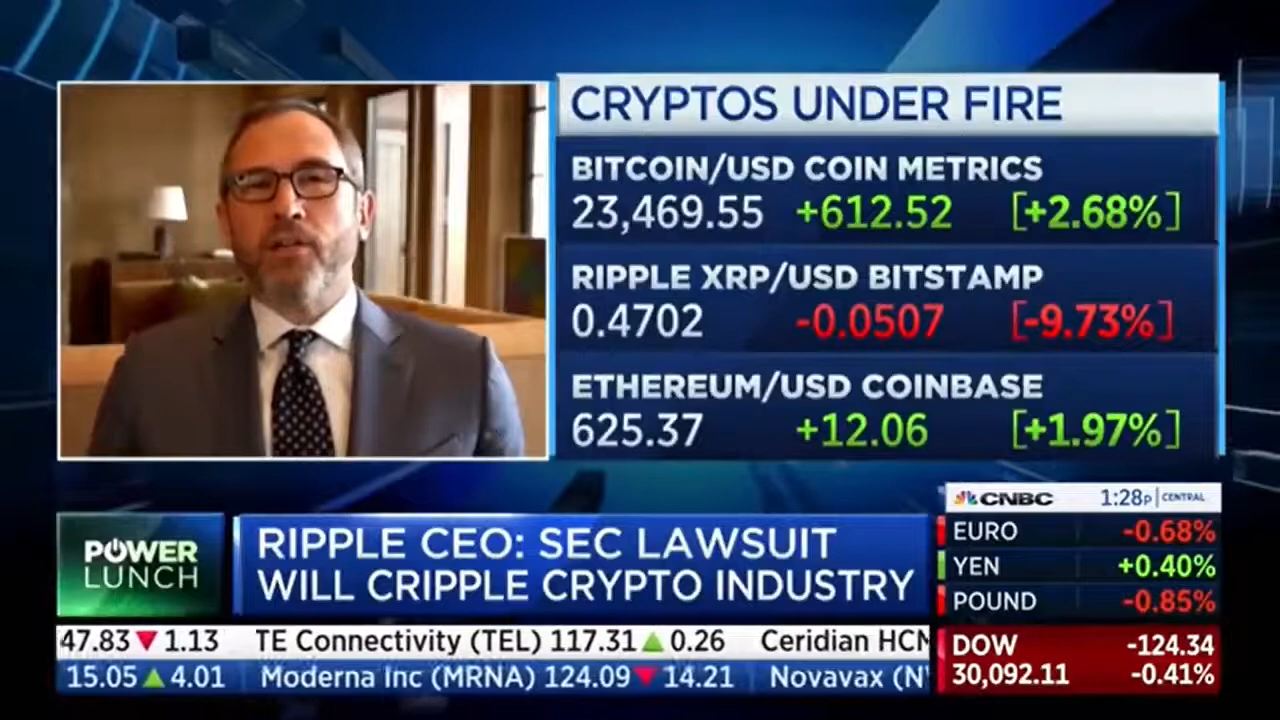 CRYPTOS UNDER FIRE
BITCOIN/USD COIN METRICS
23,469.55 +612.52 [+2.68%]
RIPPLE XRP/USD BITSTAMP
0.4702 -0.0507 [-9.73%]
ETHEREUM/USD COINBASE
625.37 +12.06 [+1.97%]
CNBC 1:28P CENTRAL
EURO -0.68%
YEN +0.40%
POUND -0.85%
DOW -124.34
30,092.11 -0.41%
POWER
LUNCH
RIPPLE CEO: SEC LAWSUIT
WILL CRIPPLE CRYPTO INDUSTRY
47.83 ▼ 1.13 TE Connectivity (TEL) 117.31 ▲ 0.26 Ceridian HCM
15.05 ▲ 4.01 Moderna Inc (MRNA) 124.09 ▼ 14.21 Novavax (N